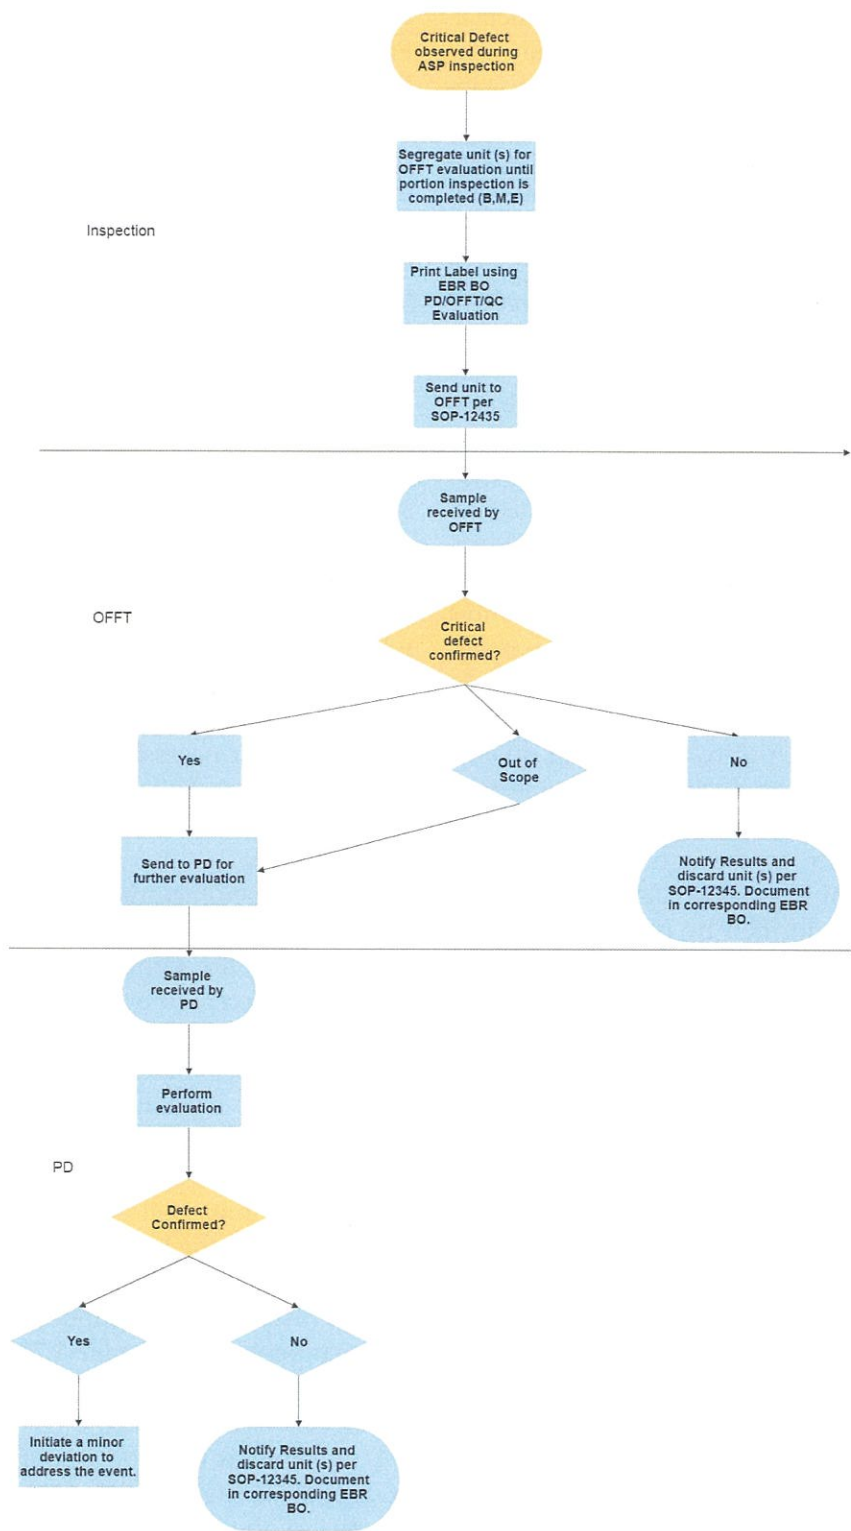 Critical Defect
observed during
ASP inspection
Segregate unit (s) for
OFFT evaluation until
portion inspection is
completed (B,M,E)
Inspection
Print Label using
EBR BO
PD/OFFT/QC
Evaluation
Send unit to
OFFT per
SOP-12435
Sample
received by
OFFT
OFFT
Critical
defect
confirmed?
Yes
Out of
Scope
No
Send to PD for
further evaluation
Notify Results and
discard unit (s) per
SOP-12345. Document
in corresponding EBR
BO.
Sample
received by
PD
Perform
evaluation
PD
Defect
Confirmed?
Yes
No
Initiate a minor
deviation to
address the event.
Notify Results and
discard unit (s) per
SOP-12345. Document
in corresponding EBR
BO.